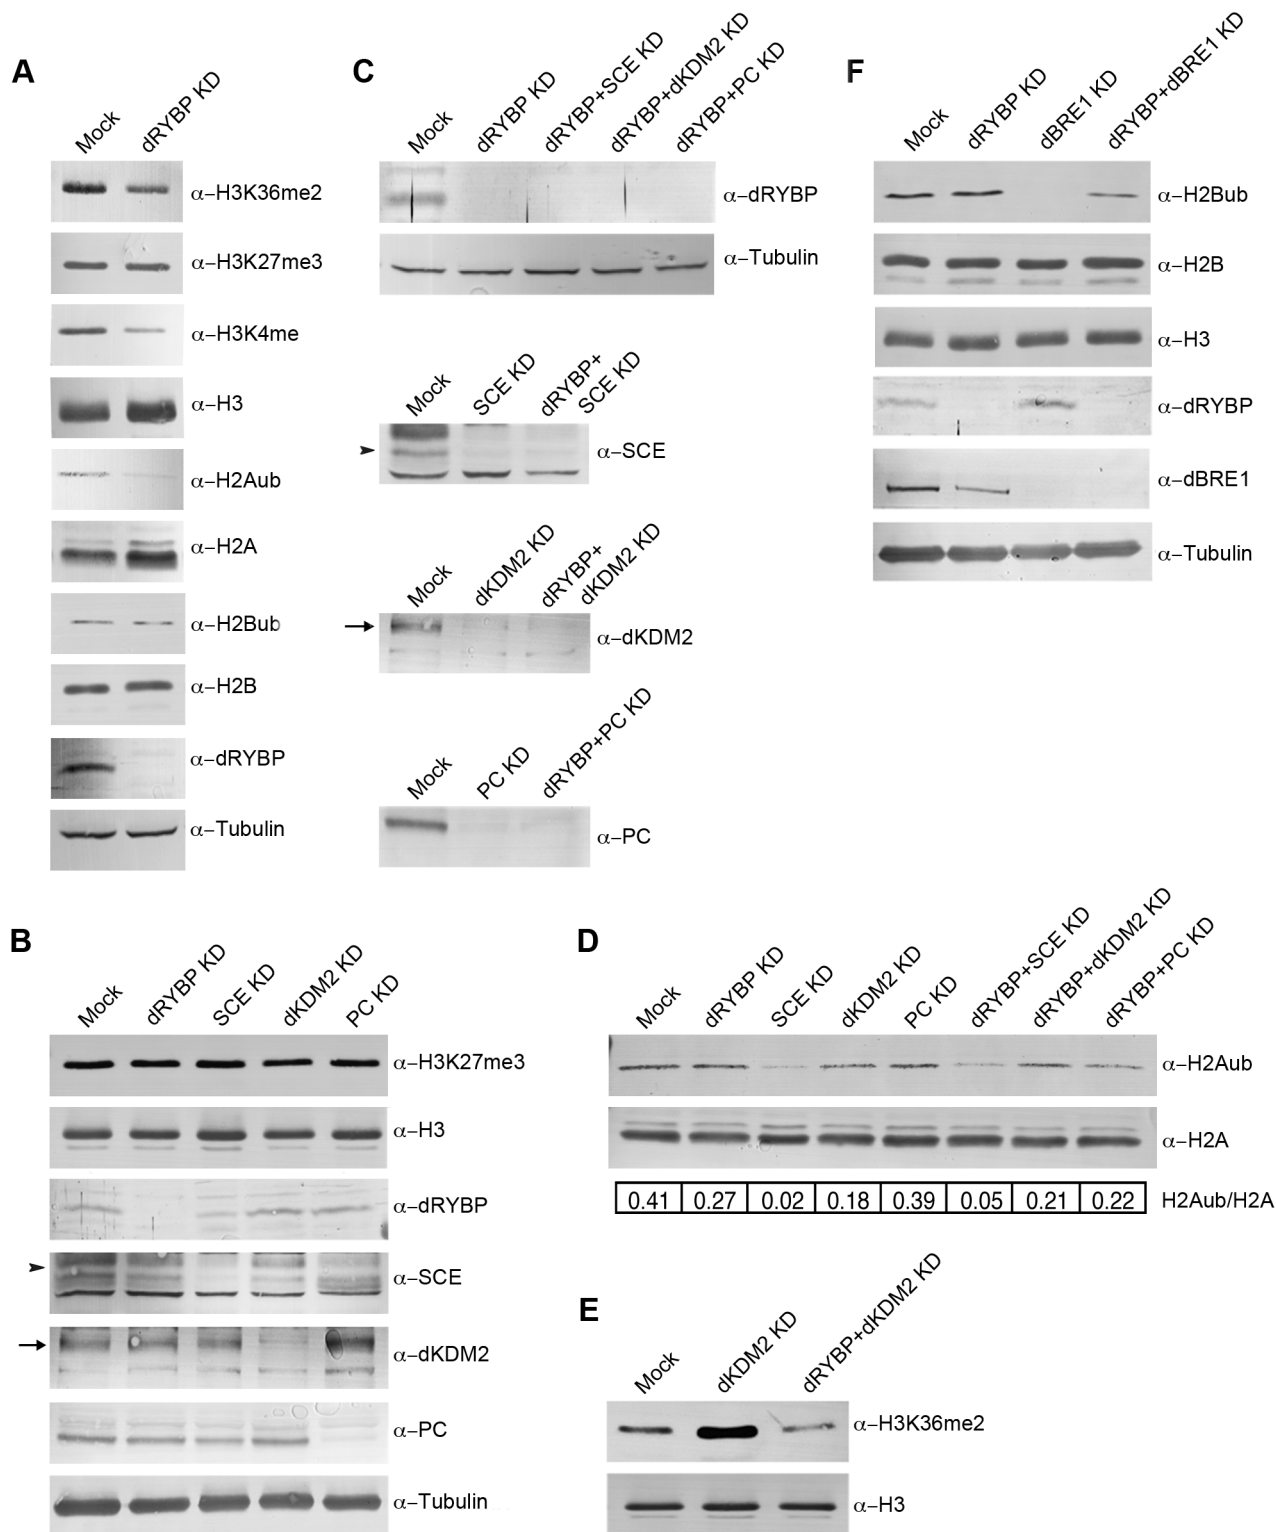 A
Mock
dRYBP KD
α–H3K36me2
α–H3K27me3
α–H3K4me
α–H3
α–H2Aub
α–H2A
α–H2Bub
α–H2B
α–dRYBP
α–Tubulin
C
Mock
dRYBP KD
dRYBP+SCE KD
dRYBP+dKDM2 KD
dRYBP+PC KD
α–dRYBP
α–Tubulin
Mock
SCE KD
dRYBP+
SCE KD
α–SCE
Mock
dKDM2 KD
dRYBP+
dKDM2 KD
α–dKDM2
Mock
PC KD
dRYBP+PC KD
α–PC
F
Mock
dRYBP KD
dBRE1 KD
dRYBP+dBRE1 KD
α–H2Bub
α–H2B
α–H3
α–dRYBP
α–dBRE1
α–Tubulin
B
Mock
dRYBP KD
SCE KD
dKDM2 KD
PC KD
α–H3K27me3
α–H3
α–dRYBP
α–SCE
α–dKDM2
α–PC
α–Tubulin
D
Mock
dRYBP KD
SCE KD
dKDM2 KD
PC KD
dRYBP+SCE KD
dRYBP+dKDM2 KD
dRYBP+PC KD
α–H2Aub
α–H2A
0.41 0.27 0.02 0.18 0.39 0.05 0.21 0.22 H2Aub/H2A
E
Mock
dKDM2 KD
dRYBP+dKDM2 KD
α–H3K36me2
α–H3